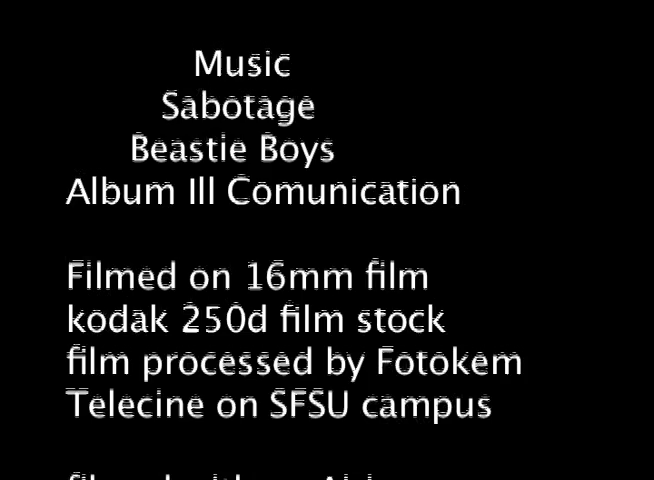 Music
Sabotage
Beastie Boys
Album Ill Comunication
Filmed on 16mm film
kodak 250d film stock
film processed by Fotokem
Telecine on SFSU campus